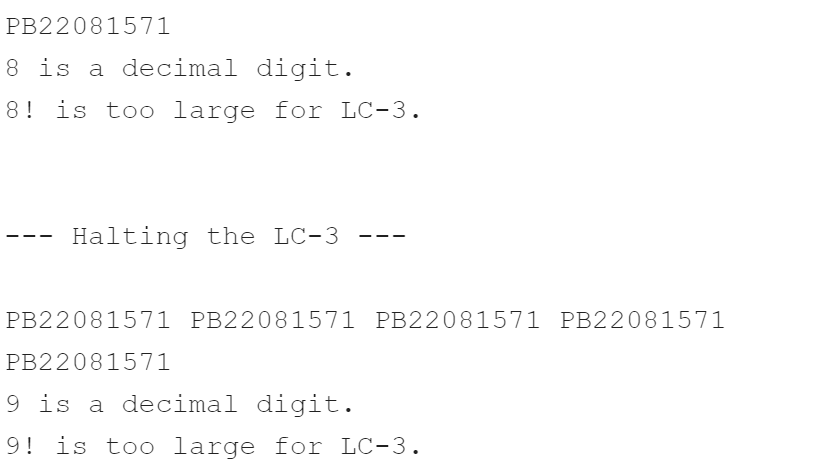 PB22081571
8 is a decimal digit.
8! is too large for LC-3.
--- Halting the LC-3 ---
PB22081571 PB22081571 PB22081571 PB22081571
PB22081571
9 is a decimal digit.
9! is too large for LC-3.